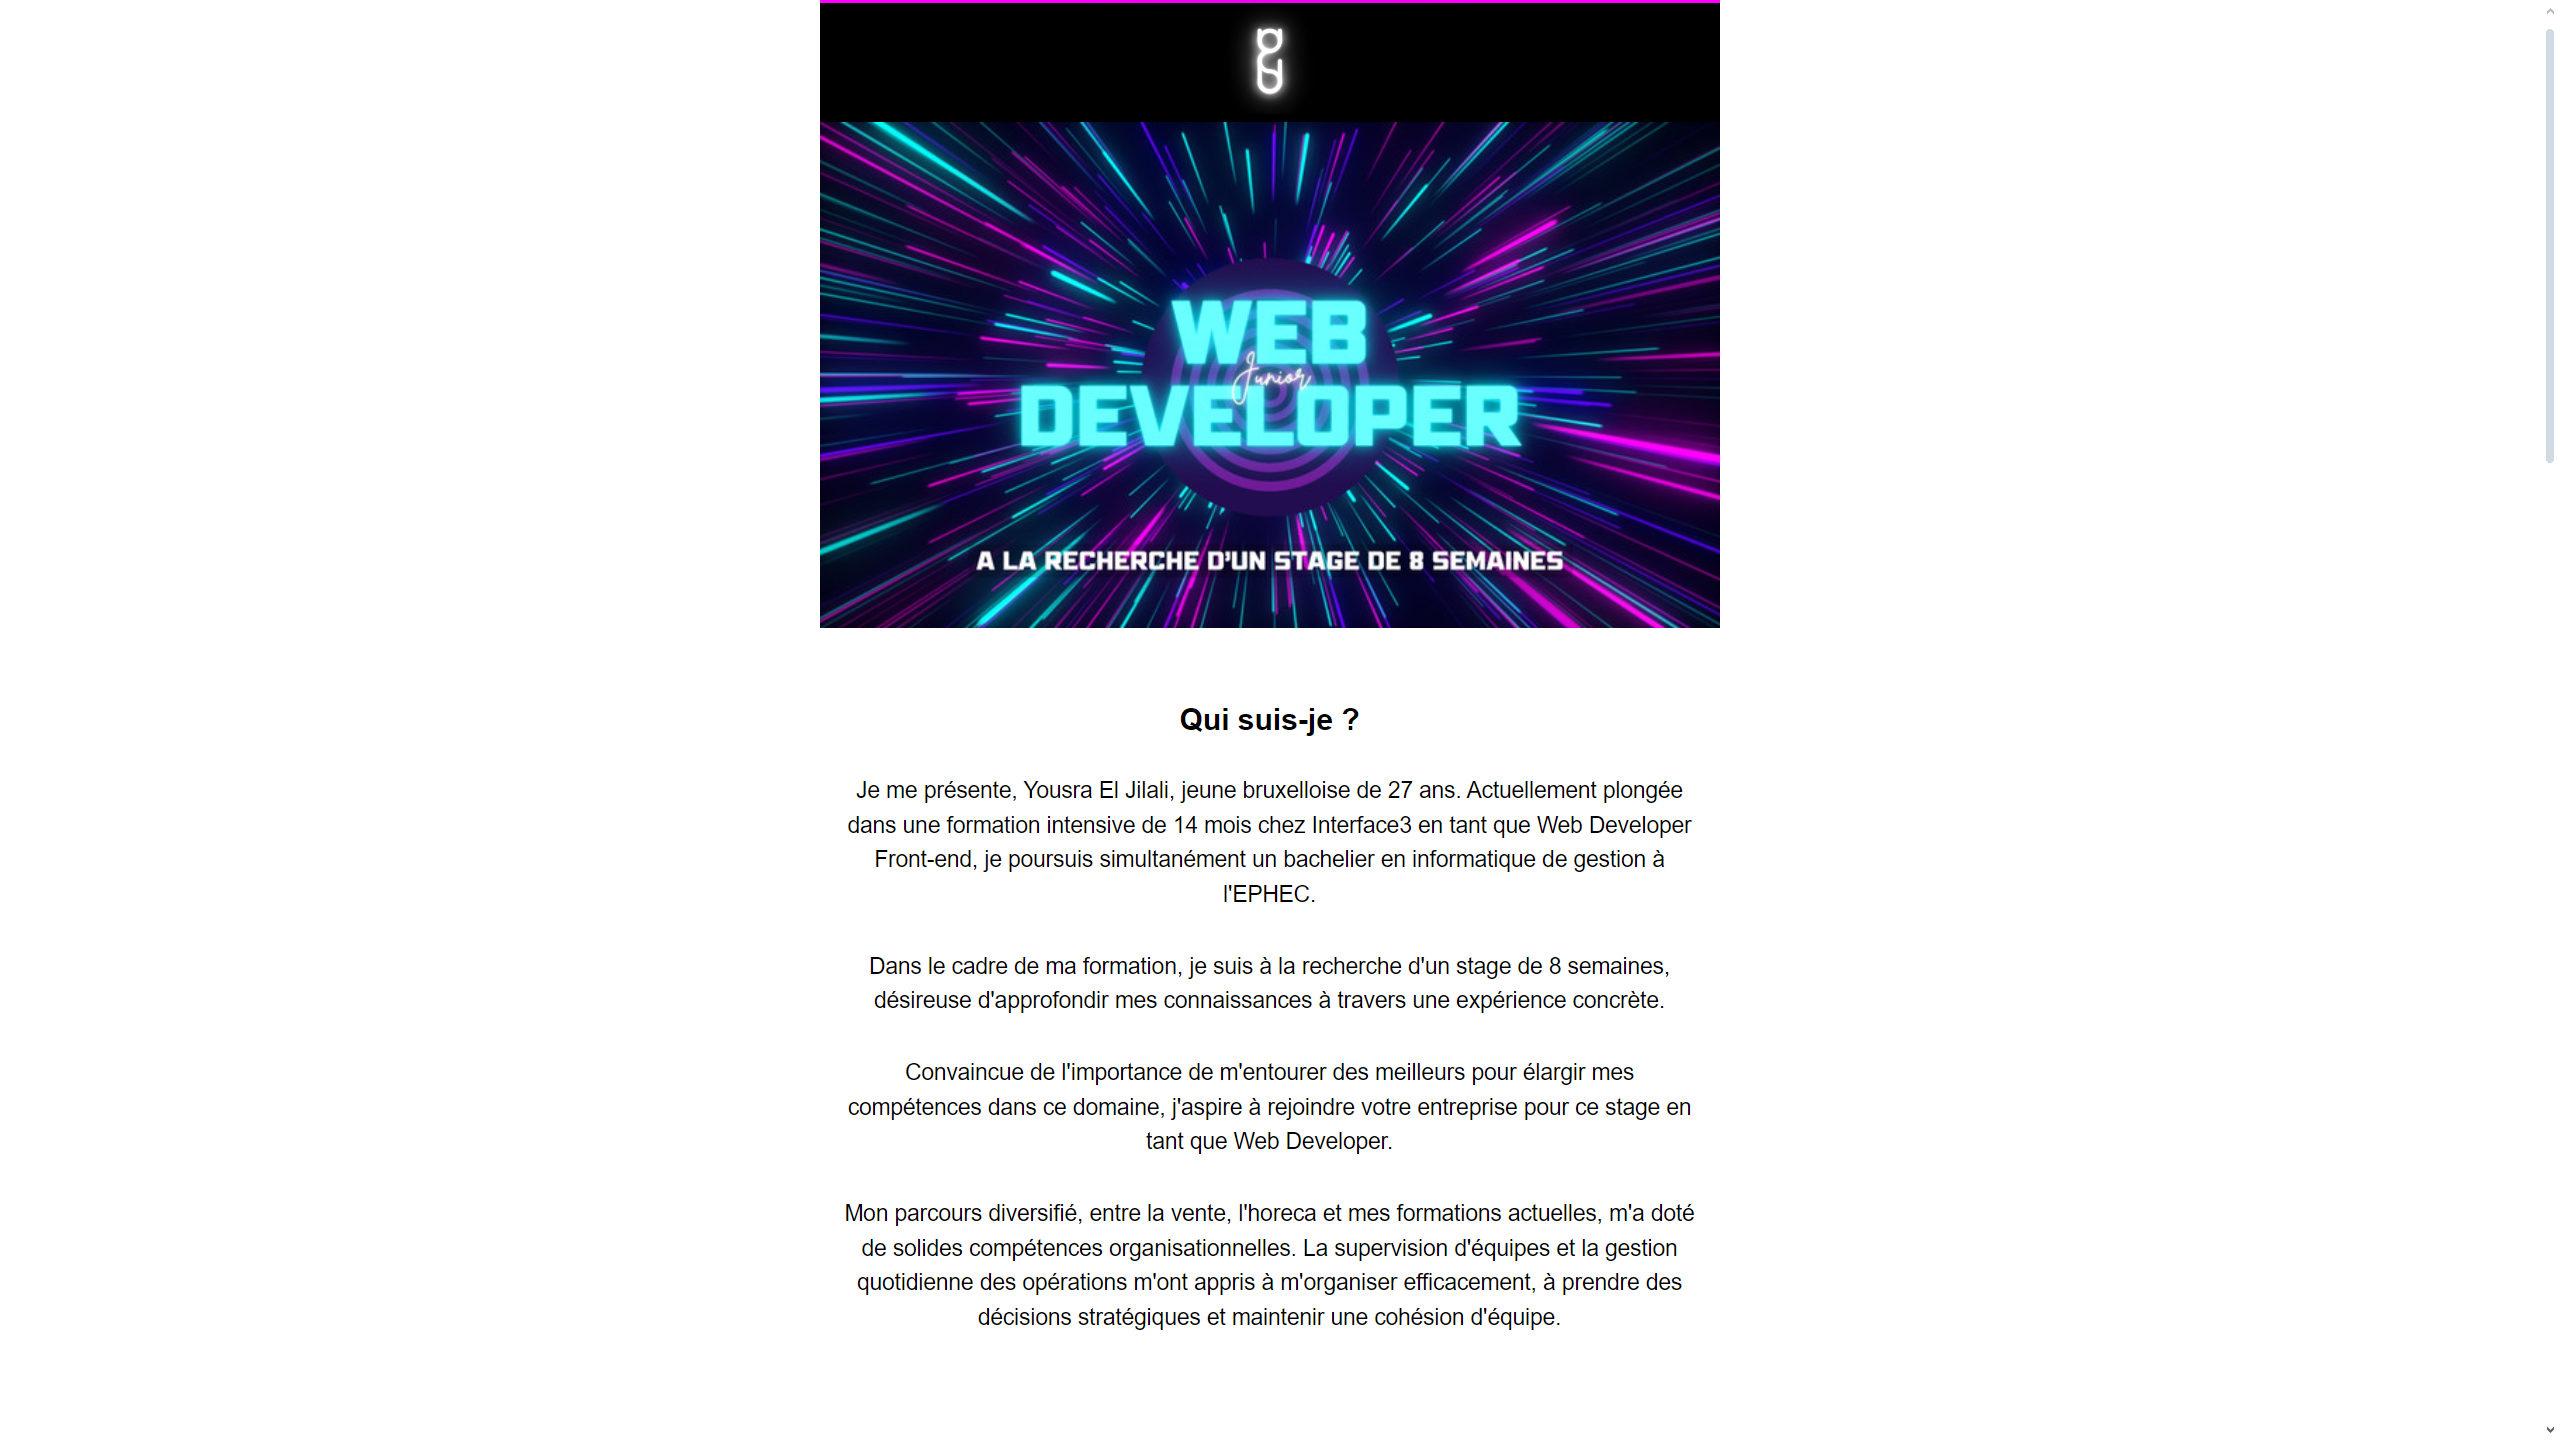 WEB
Junior
DEVELOPER
A LA RECHERCHE D'UN STAGE DE 8 SEMAINES
Qui suis-je ?
Je me présente, Yousra El Jilali, jeune bruxelloise de 27 ans. Actuellement plongée
dans une formation intensive de 14 mois chez Interface3 en tant que Web Developer
Front-end, je poursuis simultanément un bachelier en informatique de gestion à
l'EPHEC.
Dans le cadre de ma formation, je suis à la recherche d'un stage de 8 semaines,
désireuse d'approfondir mes connaissances à travers une expérience concrète.
Convaincue de l'importance de m'entourer des meilleurs pour élargir mes
compétences dans ce domaine, j'aspire à rejoindre votre entreprise pour ce stage en
tant que Web Developer.
Mon parcours diversifié, entre la vente, l'horeca et mes formations actuelles, m'a doté
de solides compétences organisationnelles. La supervision d'équipes et la gestion
quotidienne des opérations m'ont appris à m'organiser efficacement, à prendre des
décisions stratégiques et maintenir une cohésion d'équipe.